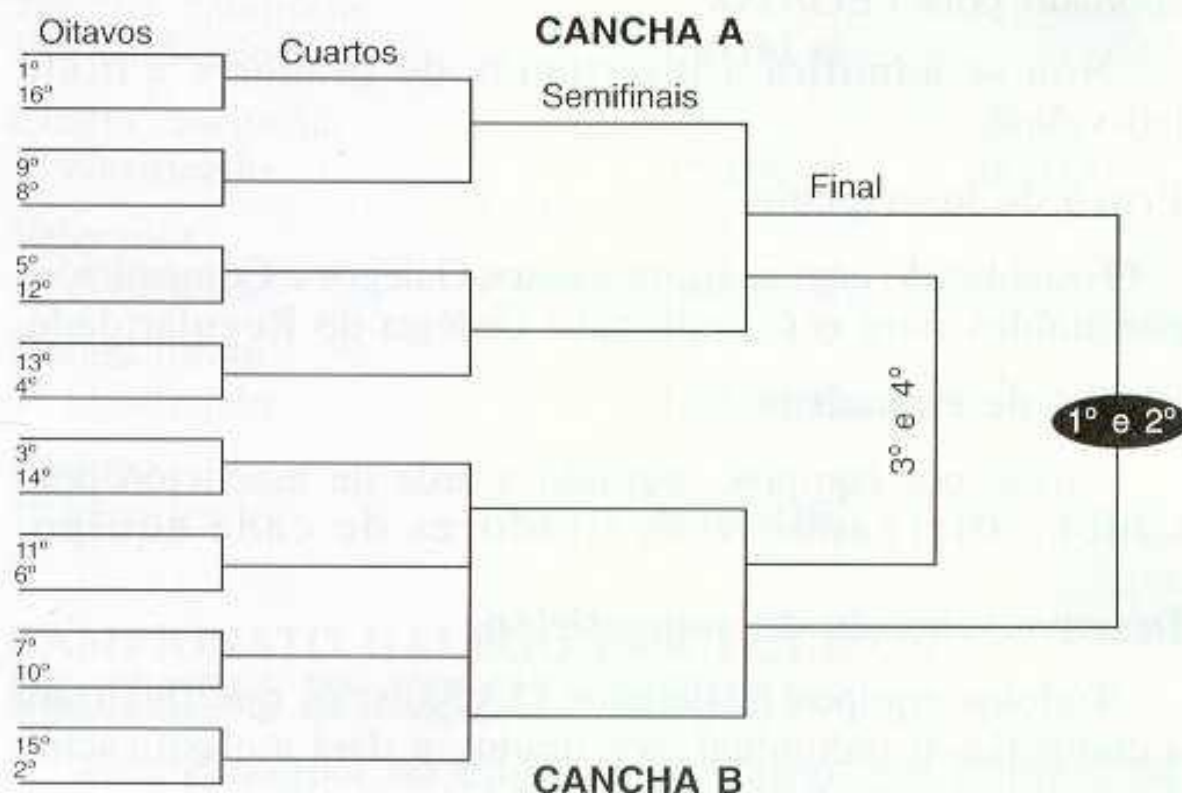 CANCHA A
Oitavos
Cuartos
Semifinais
Final
1º
16º
9º
8º
5º
12º
13º
4º
3º
14º
11º
6º
7º
10º
15º
2º
3º e 4º
1º e 2º
CANCHA B